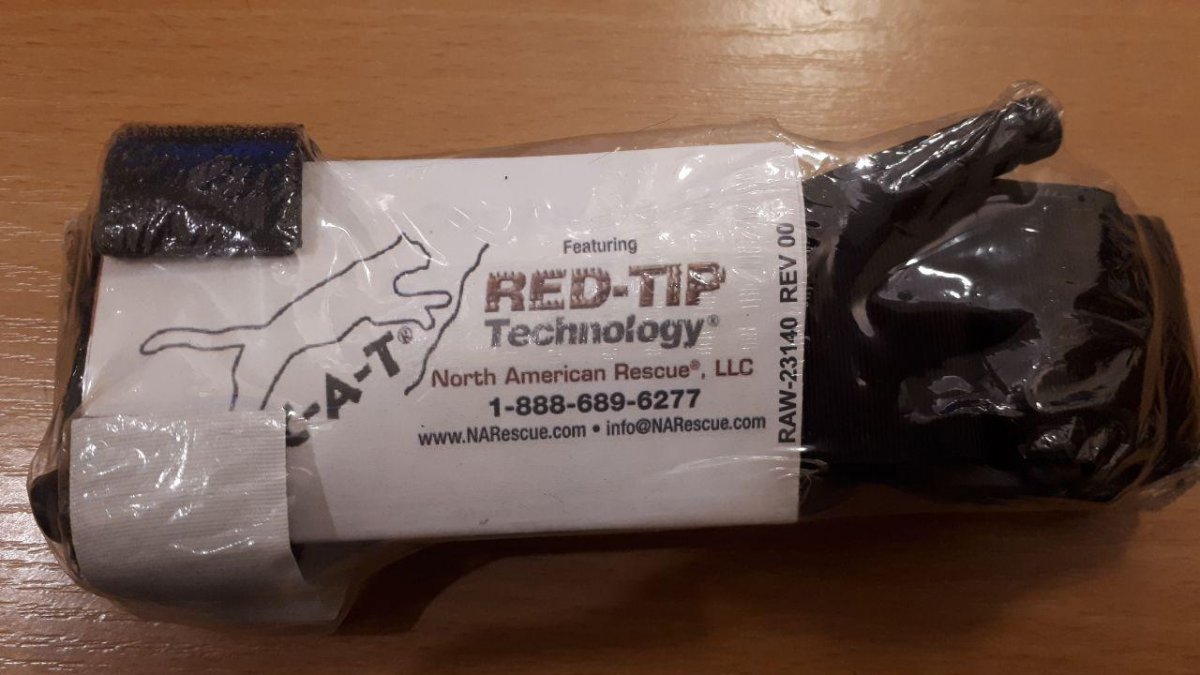 Featuring
RED-TIP
Technology®
North American Rescue®, LLC
1-888-689-6277
www.NARescue.com • info@NARescue.com
-A-T®
RAW-23140 REV 00